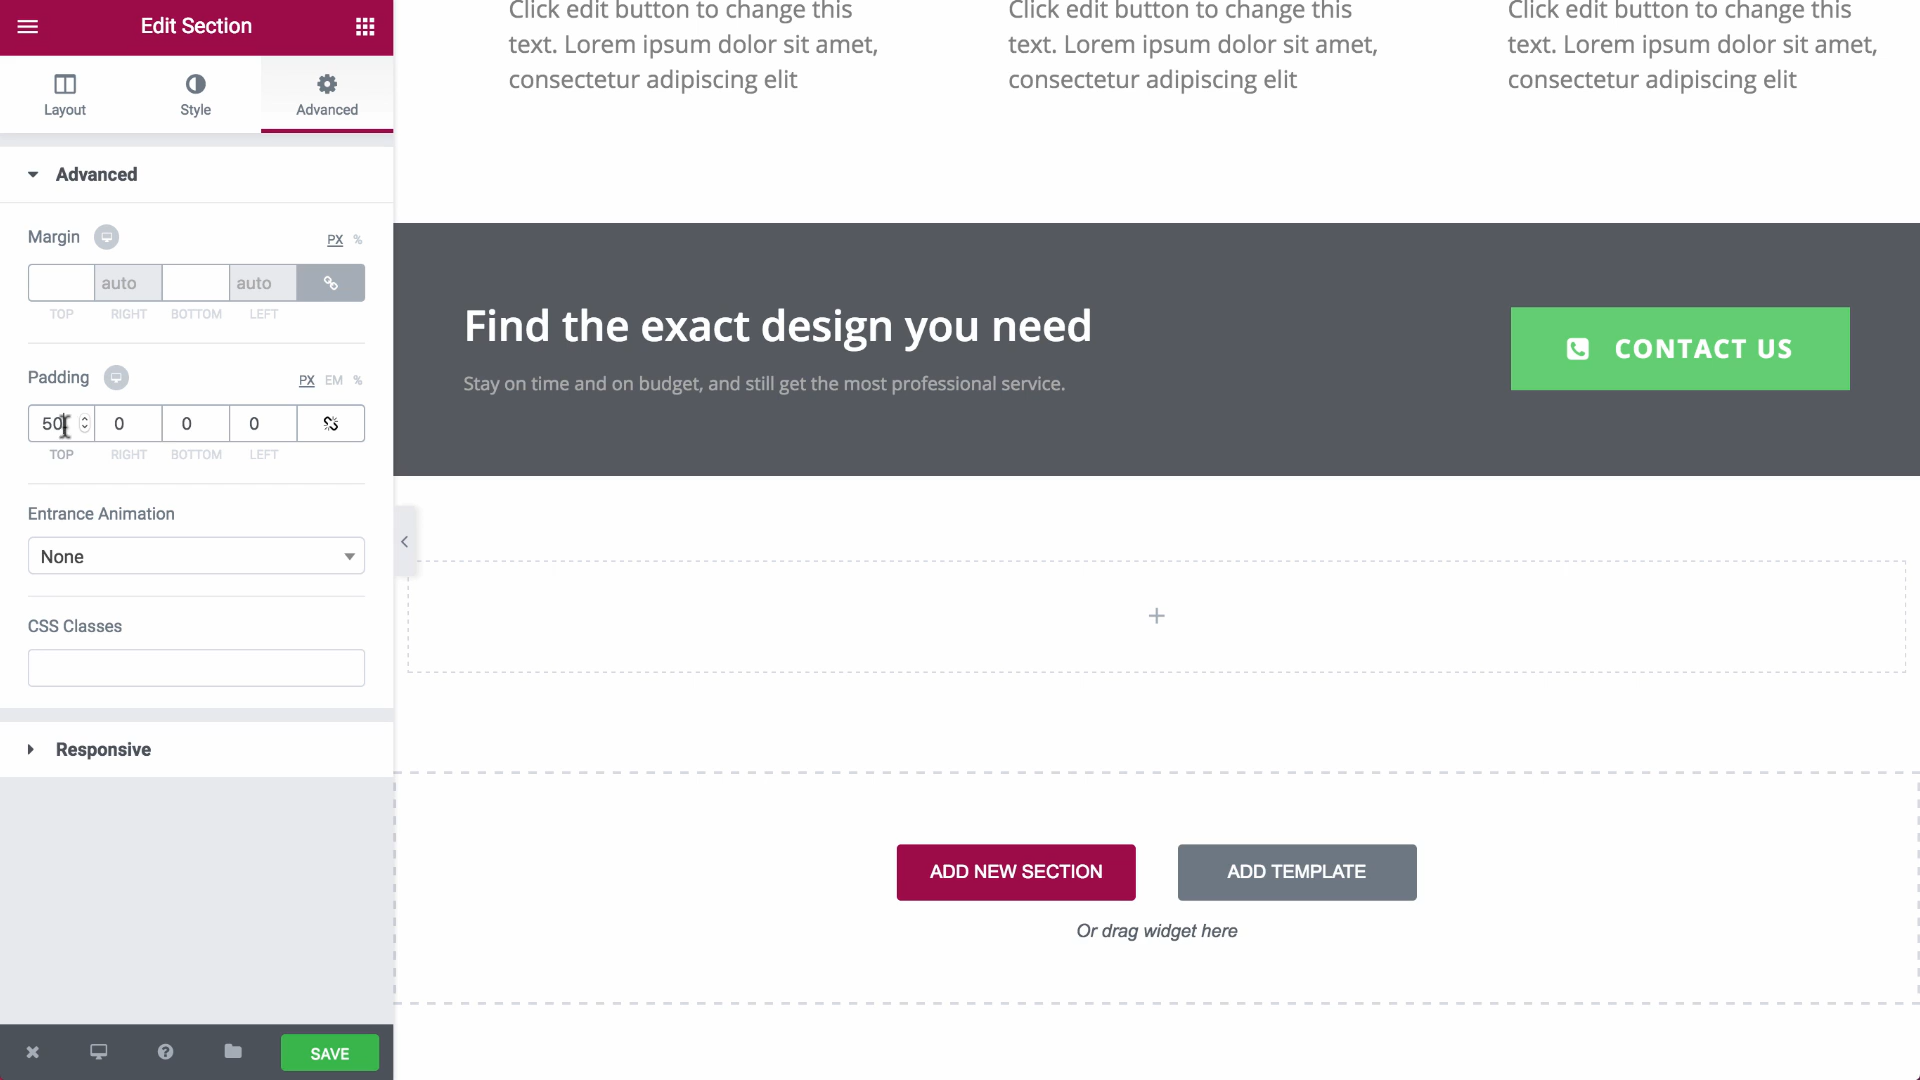 Edit Section
Layout
Style
Advanced
Advanced
Margin
PX %
auto auto
TOP RIGHT BOTTOM LEFT
Padding
PX EM %
50 0 0 0
TOP RIGHT BOTTOM LEFT
Entrance Animation
None
CSS Classes
Responsive
SAVE
Click edit button to change this
text. Lorem ipsum dolor sit amet,
consectetur adipiscing elit
Click edit button to change this
text. Lorem ipsum dolor sit amet,
consectetur adipiscing elit
Click edit button to change this
text. Lorem ipsum dolor sit amet,
consectetur adipiscing elit
Find the exact design you need
Stay on time and on budget, and still get the most professional service.
CONTACT US
ADD NEW SECTION
ADD TEMPLATE
Or drag widget here